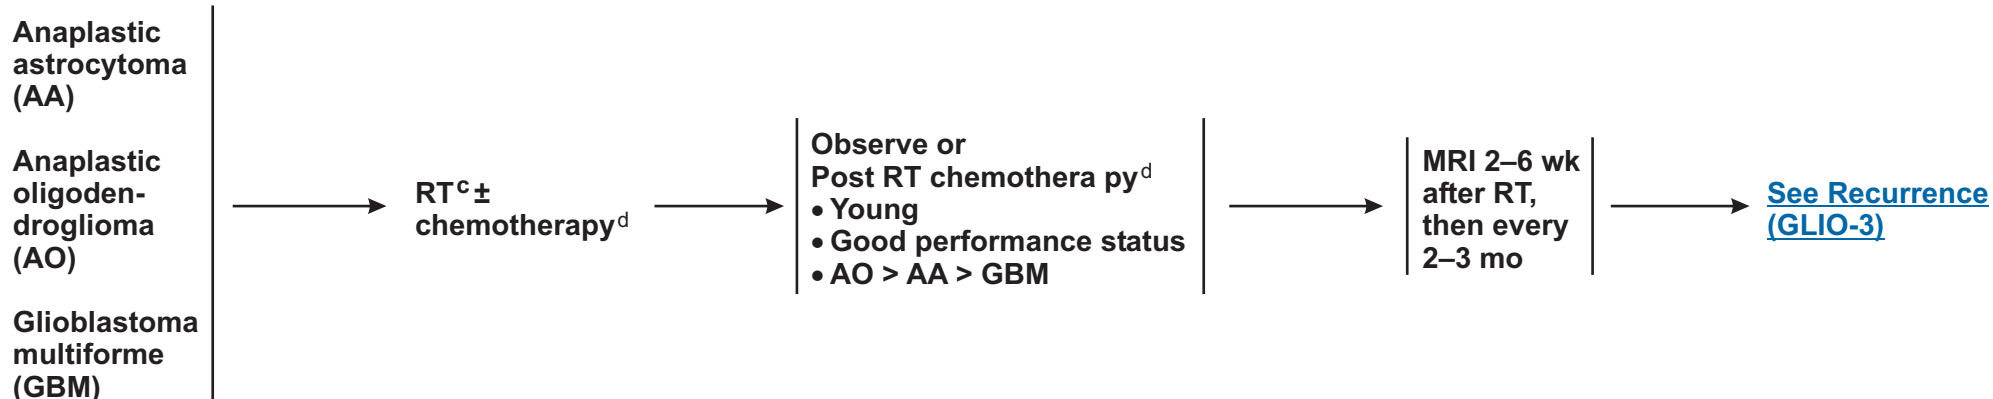 Anaplastic
astrocytoma
(AA)
Anaplastic
oligoden-
droglioma
(AO)
Glioblastoma
multiforme
(GBM)
RTᶜ ±
chemotherapyᵈ
Observe or
Post RT chemothera pyᵈ
• Young
• Good performance status
• AO > AA > GBM
MRI 2–6 wk
after RT,
then every
2–3 mo
See Recurrence
(GLIO-3)